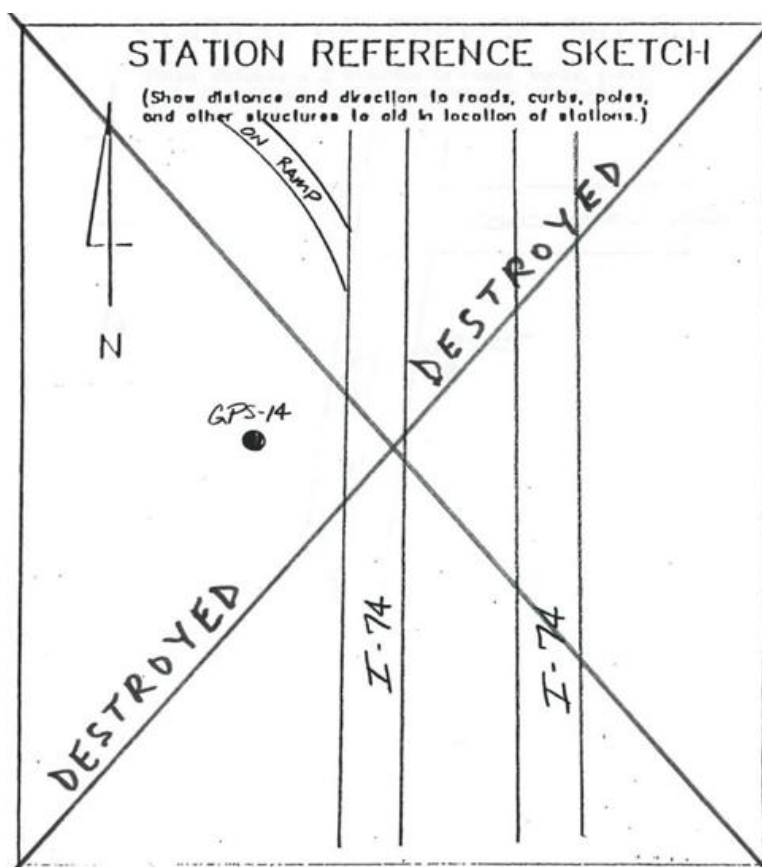 STATION REFERENCE SKETCH
(Show distance and direction to roads, curbs, poles,
and other structures to aid in location of stations.)
ON RAMP
N
GPS-14
DESTROYED
DESTROYED
I-74
I-74